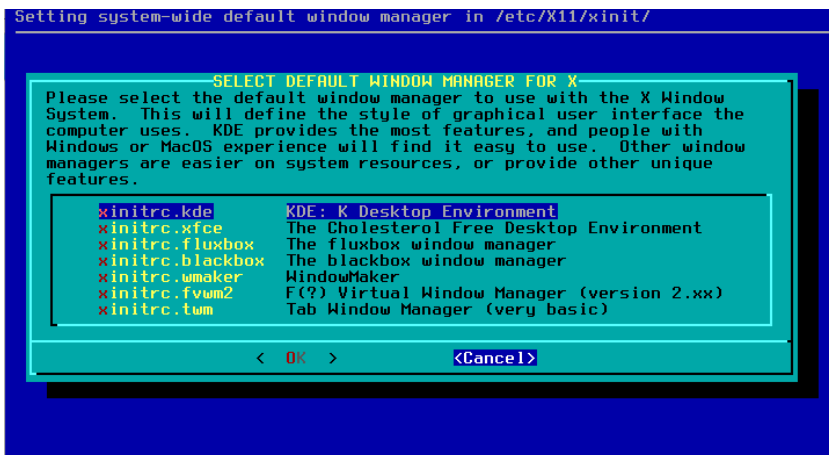 Setting system-wide default window manager in /etc/X11/xinit/
SELECT DEFAULT WINDOW MANAGER FOR X
Please select the default window manager to use with the X Window
System.  This will define the style of graphical user interface the
computer uses.  KDE provides the most features, and people with
Windows or MacOS experience will find it easy to use.  Other window
managers are easier on system resources, or provide other unique
features.
xinitrc.kde KDE: K Desktop Environment
xinitrc.xfce The Cholesterol Free Desktop Environment
xinitrc.fluxbox The fluxbox window manager
xinitrc.blackbox The blackbox window manager
xinitrc.wmaker WindowMaker
xinitrc.fvwm2 F(?) Virtual Window Manager (version 2.xx)
xinitrc.twm Tab Window Manager (very basic)
<  OK  > <Cancel>